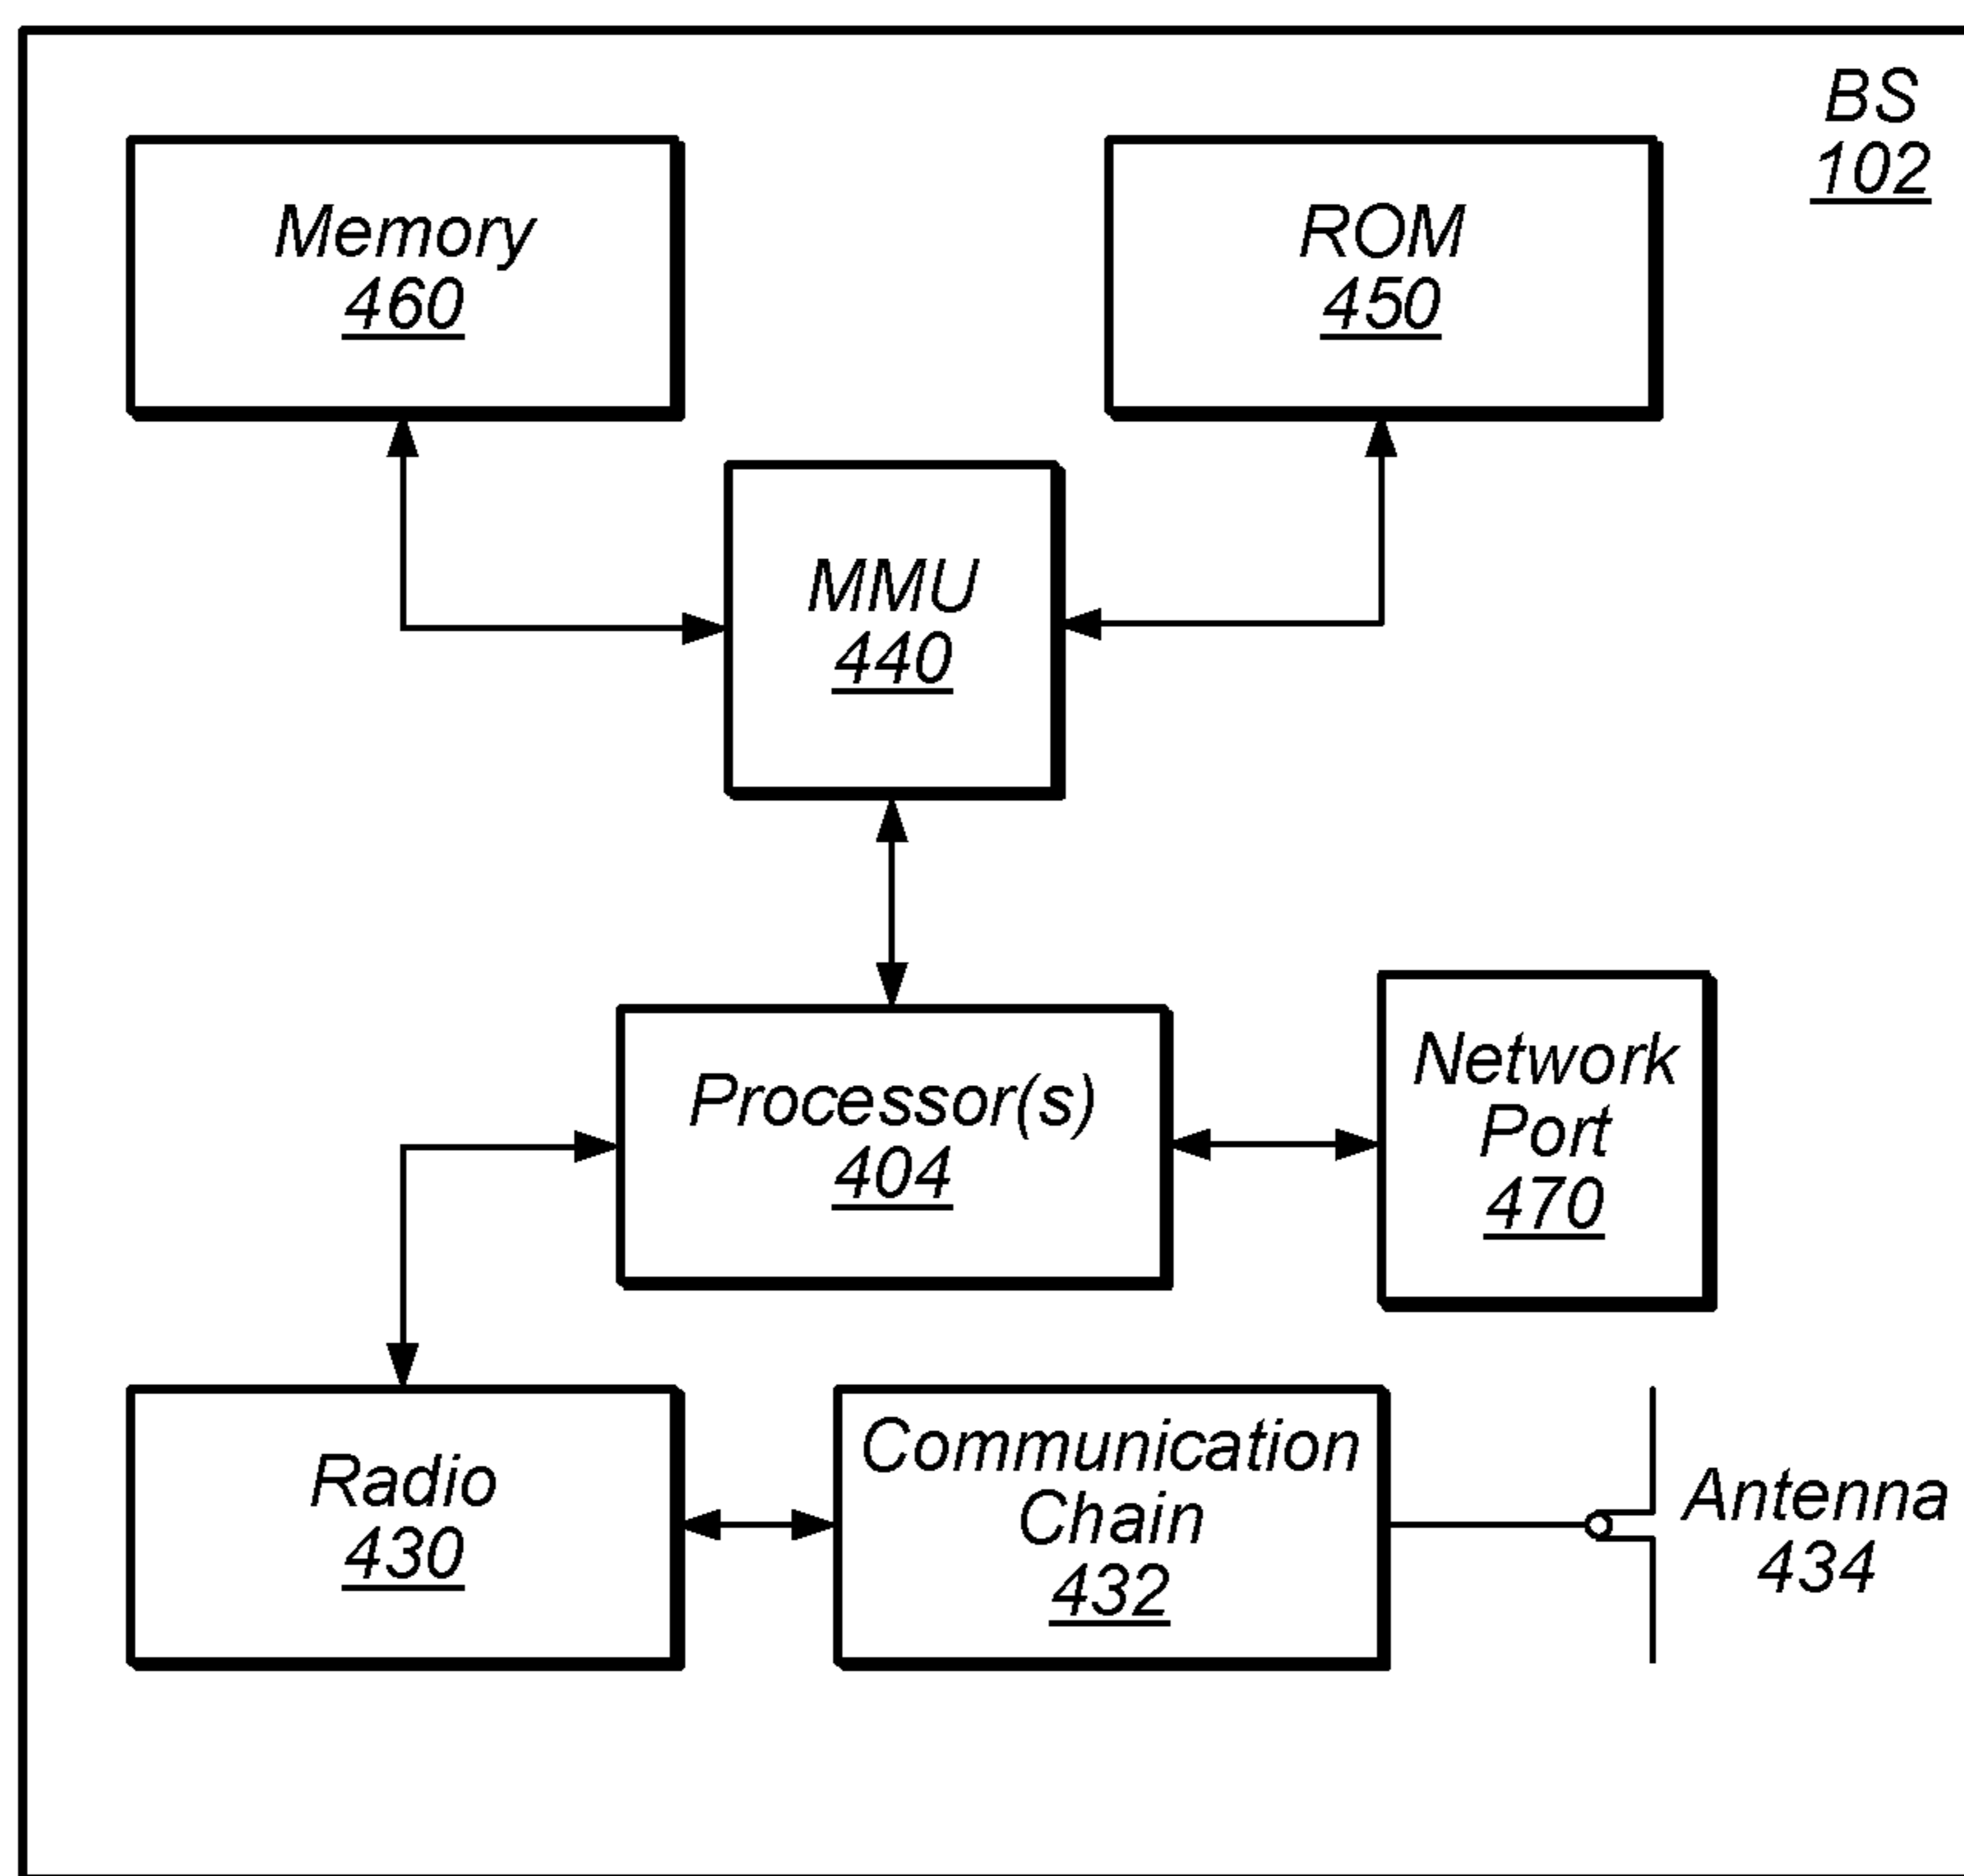 BS
102
Memory
460
ROM
450
MMU
440
Processor(s)
404
Network
Port
470
Radio
430
Communication
Chain
432
Antenna
434